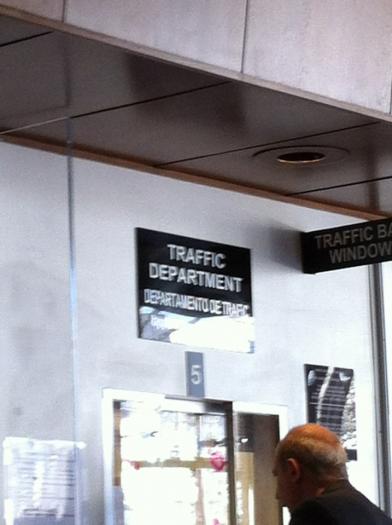 TRAFFIC
DEPARTMENT
DEPARTAMENTO DE TRAFIC
5
TRAFFIC BA
WINDOW